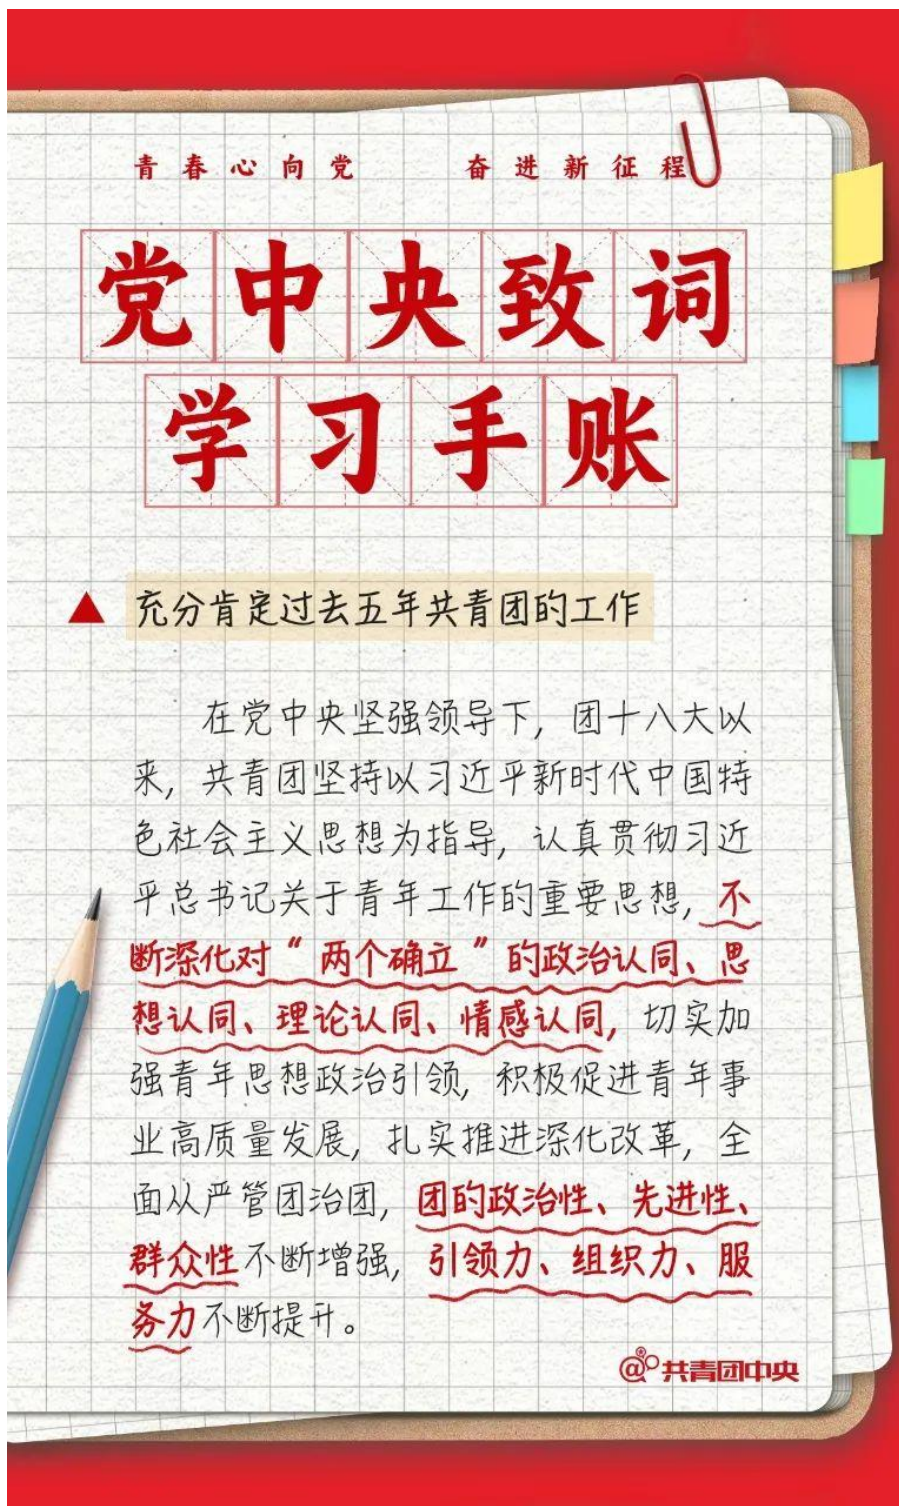 青春心向党 奋进新征程
党中央致词
学习手账
充分肯定过去五年共青团的工作
在党中央坚强领导下，团十八大以
来，共青团坚持以习近平新时代中国特
色社会主义思想为指导，认真贯彻习近
平总书记关于青年工作的重要思想，不
断深化对“两个确立”的政治认同、思
想认同、理论认同、情感认同，切实加
强青年思想政治引领，积极促进青年事
业高质量发展，扎实推进深化改革，全
面从严管团治团，团的政治性、先进性、
群众性不断增强，引领力、组织力、服
务力不断提升。
@共青团中央